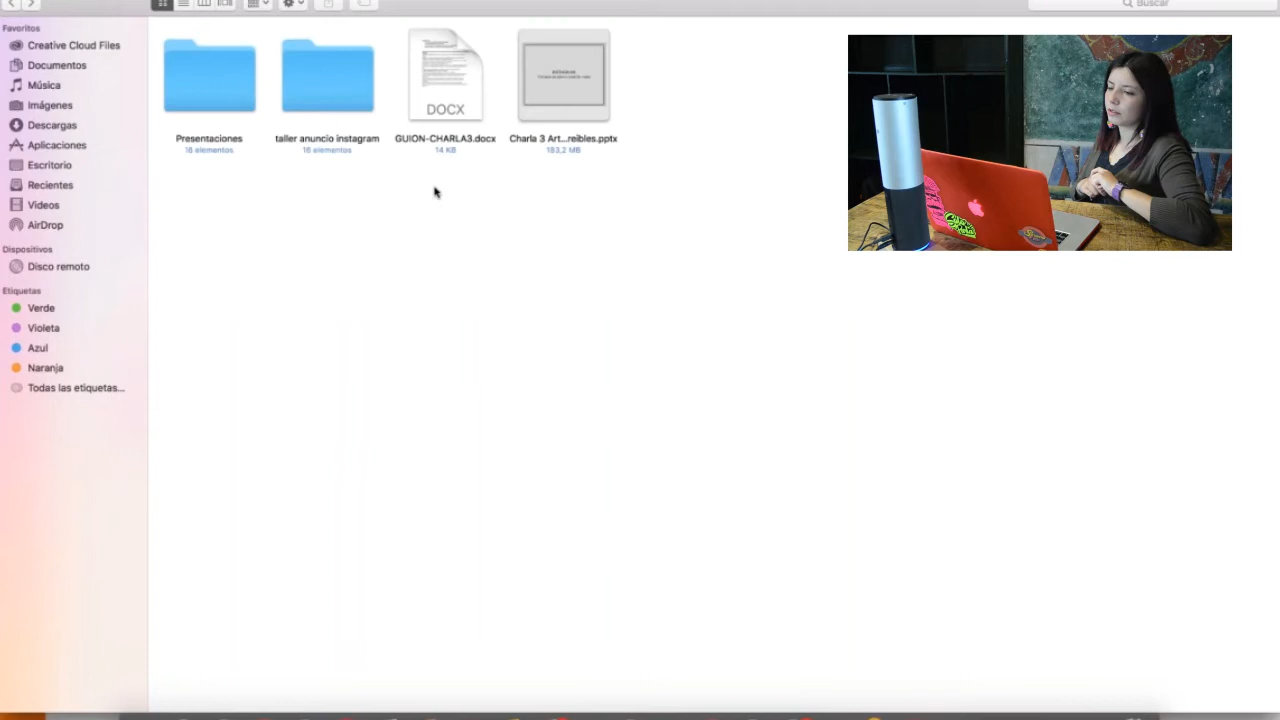 Buscar
Favoritos
Creative Cloud Files
Documentos
Música
Imágenes
Descargas
Aplicaciones
Escritorio
Recientes
Vídeos
AirDrop
Dispositivos
Disco remoto
Etiquetas
Verde
Violeta
Azul
Naranja
Todas las etiquetas...
DOCX
Presentaciones
18 elementos
taller anuncio instagram
16 elementos
GUION-CHARLA3.docx
14 KB
Charla 3 Art...reíbles.pptx
183,2 MB